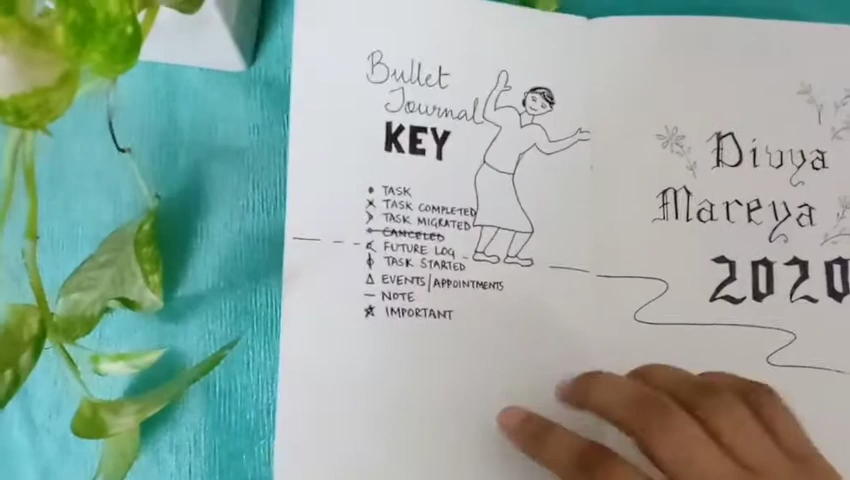 Bullet
Journal
KEY
• TASK
× TASK COMPLETED
> TASK MIGRATED
CANCELED
< FUTURE LOG
TASK STARTED
△ EVENTS/APPOINTMENTS
— NOTE
★ IMPORTANT
Divya
Mareya
2020